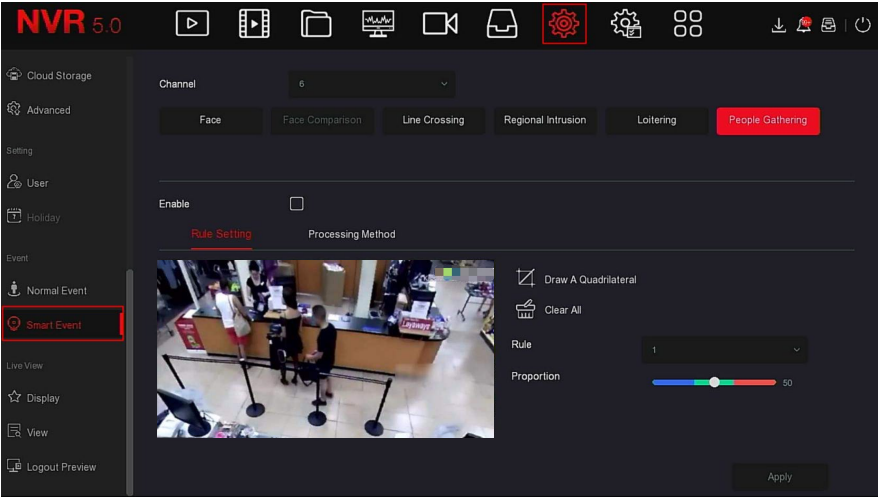 NVR 5.0
Cloud Storage
Advanced
Setting
User
Holiday
Event
Normal Event
Smart Event
Live View
Display
View
Logout Preview
Channel
6
Face
Face Comparison
Line Crossing
Regional Intrusion
Loitering
People Gathering
Enable
Rule Setting
Processing Method
Layaways
Draw A Quadrilateral
Clear All
Rule
1
Proportion
50
Apply